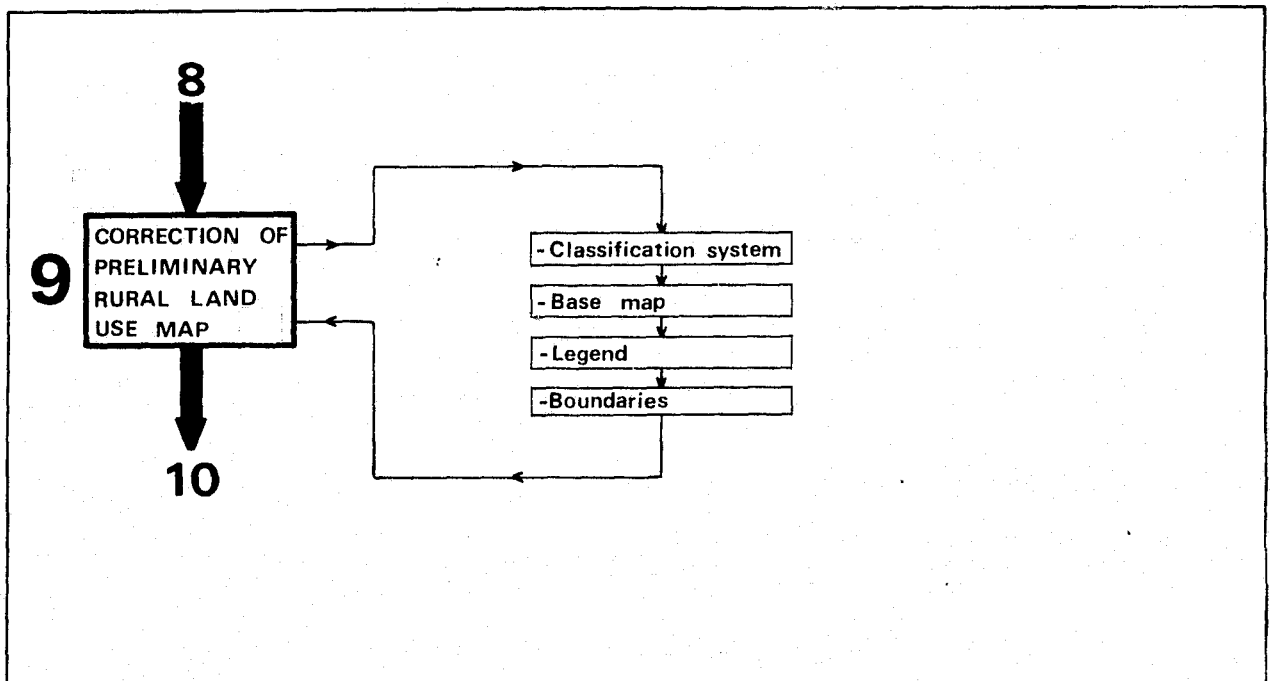 8
9
CORRECTION OF
PRELIMINARY
RURAL LAND
USE MAP
-Classification system
-Base map
-Legend
-Boundaries
10